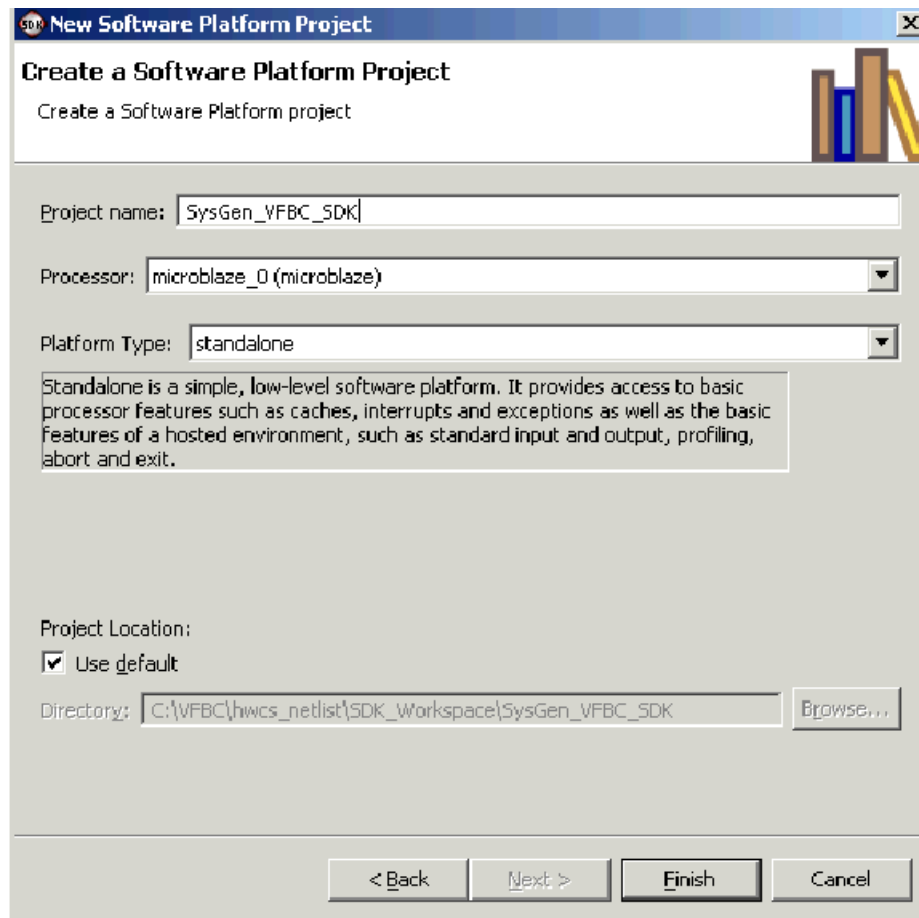 SDK New Software Platform Project
Create a Software Platform Project
Create a Software Platform project
Project name: SysGen_VFBC_SDK
Processor: microblaze_0 (microblaze)
Platform Type: standalone
Standalone is a simple, low-level software platform. It provides access to basic
processor features such as caches, interrupts and exceptions as well as the basic
features of a hosted environment, such as standard input and output, profiling,
abort and exit.
Project Location:
Use default
Directory: C:\VFBC\hwcs_netlist\SDK_Workspace\SysGen_VFBC_SDK Browse...
< Back Next > Finish Cancel